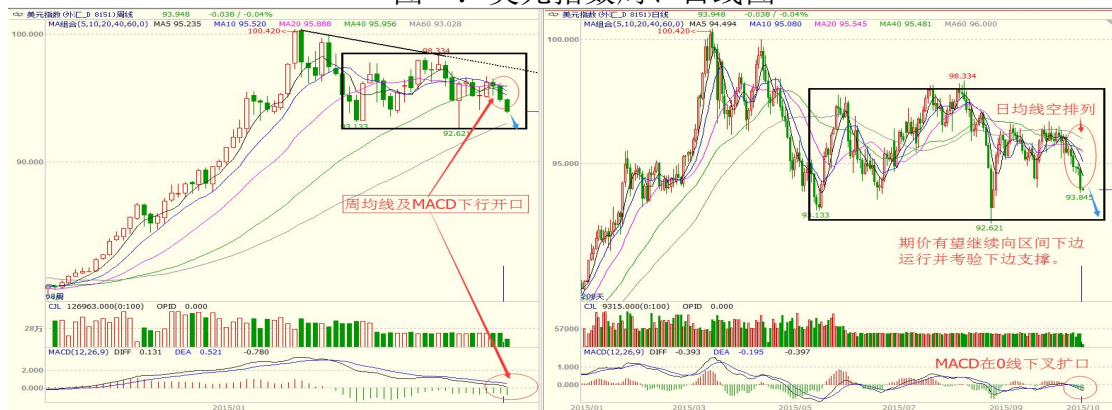 美元指数(外汇_D 8151)周线 93.948 -0.038 / -0.04%
MA组合(5,10,20,40,60,0) MA5 95.235 MA10 95.520 MA20 95.888 MA40 95.956 MA60 93.028
100.000
100.420
98.334
93.133
92.621
90.000
周均线及MACD下行开口
98周
CJL 126963.000(0:100) OPID 0.000
28万
MACD(12,26,9) DIFF 0.131 DEA 0.521 -0.780
2.000
0.000
2015/01
美元指数(外汇_D 8151)日线 93.948 -0.038 / -0.04%
MA组合(5,10,20,40,60,0) MA5 94.494 MA10 95.080 MA20 95.545 MA40 95.481 MA60 96.000
100.000
100.420
98.334
日均线空排列
95.000
93.845
93.133
92.621
期价有望继续向区间下边
运行并考验下边支撑。
209天
CJL 9315.000(0:100) OPID 0.000
57000
MACD(12,26,9) DIFF -0.393 DEA -0.195 -0.397
1.000
0.000
MACD在0线下叉扩口
2015/01 2015/03 2015/05 2015/07 2015/09 2015/10